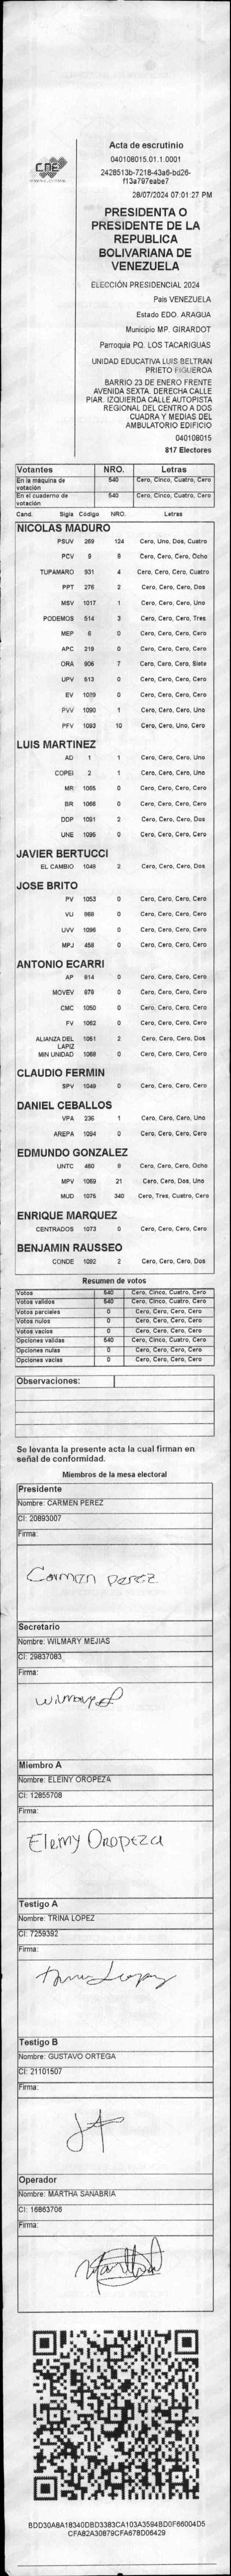 CNE
Acta de escrutinio
040108015.01.1.0001
2428513b-7218-43a6-bd26-
f13a797eabe7
28/07/2024 07:01:27 PM
PRESIDENTA O
PRESIDENTE DE LA
REPUBLICA
BOLIVARIANA DE
VENEZUELA
ELECCIÓN PRESIDENCIAL 2024
Pais VENEZUELA
Estado EDO. ARAGUA
Municipio MP. GIRARDOT
Parroquia PQ. LOS TACARIGUAS
UNIDAD EDUCATIVA LUIS BELTRAN
PRIETO FIGUEROA
BARRIO 23 DE ENERO FRENTE
AVENIDA SEXTA. DERECHA CALLE
PIAR. IZQUIERDA CALLE AUTOPISTA
REGIONAL DEL CENTRO A DOS
CUADRA Y MEDIAS DEL
AMBULATORIO EDIFICIO
040108015
817 Electores
Votantes NRO. Letras
En la máquina de votación 540 Cero, Cinco, Cuatro, Cero
En el cuaderno de votación 540 Cero, Cinco, Cuatro, Cero
Cand. Sigla Código NRO. Letras
NICOLAS MADURO
PSUV 269 124 Cero, Uno, Dos, Cuatro
PCV 9 8 Cero, Cero, Cero, Ocho
TUPAMARO 931 4 Cero, Cero, Cero, Cuatro
PPT 276 2 Cero, Cero, Cero, Dos
MSV 1017 1 Cero, Cero, Cero, Uno
PODEMOS 514 3 Cero, Cero, Cero, Tres
MEP 6 0 Cero, Cero, Cero, Cero
APC 219 0 Cero, Cero, Cero, Cero
ORA 906 7 Cero, Cero, Cero, Siete
UPV 513 0 Cero, Cero, Cero, Cero
EV 1029 0 Cero, Cero, Cero, Cero
PVV 1090 1 Cero, Cero, Cero, Uno
PFV 1093 10 Cero, Cero, Uno, Cero
LUIS MARTINEZ
AD 1 1 Cero, Cero, Cero, Uno
COPEI 2 1 Cero, Cero, Cero, Uno
MR 1065 0 Cero, Cero, Cero, Cero
BR 1066 0 Cero, Cero, Cero, Cero
DDP 1091 2 Cero, Cero, Cero, Dos
UNE 1095 0 Cero, Cero, Cero, Cero
JAVIER BERTUCCI
EL CAMBIO 1048 2 Cero, Cero, Cero, Dos
JOSE BRITO
PV 1053 0 Cero, Cero, Cero, Cero
VU 968 0 Cero, Cero, Cero, Cero
UVV 1096 0 Cero, Cero, Cero, Cero
MPJ 458 0 Cero, Cero, Cero, Cero
ANTONIO ECARRI
AP 914 0 Cero, Cero, Cero, Cero
MOVEV 979 0 Cero, Cero, Cero, Cero
CMC 1050 0 Cero, Cero, Cero, Cero
FV 1062 0 Cero, Cero, Cero, Cero
ALIANZA DEL LAPIZ 1061 2 Cero, Cero, Cero, Dos
MIN UNIDAD 1068 0 Cero, Cero, Cero, Cero
CLAUDIO FERMIN
SPV 1049 0 Cero, Cero, Cero, Cero
DANIEL CEBALLOS
VPA 236 1 Cero, Cero, Cero, Uno
AREPA 1094 0 Cero, Cero, Cero, Cero
EDMUNDO GONZALEZ
UNTC 460 8 Cero, Cero, Cero, Ocho
MPV 1069 21 Cero, Cero, Dos, Uno
MUD 1075 340 Cero, Tres, Cuatro, Cero
ENRIQUE MARQUEZ
CENTRADOS 1073 0 Cero, Cero, Cero, Cero
BENJAMIN RAUSSEO
CONDE 1092 2 Cero, Cero, Cero, Dos
Resumen de votos
Votos 540 Cero, Cinco, Cuatro, Cero
Votos validos 540 Cero, Cinco, Cuatro, Cero
Votos parciales 0 Cero, Cero, Cero, Cero
Votos nulos 0 Cero, Cero, Cero, Cero
Votos vacios 0 Cero, Cero, Cero, Cero
Opciones validas 540 Cero, Cinco, Cuatro, Cero
Opciones nulas 0 Cero, Cero, Cero, Cero
Opciones vacias 0 Cero, Cero, Cero, Cero
Observaciones:
Se levanta la presente acta la cual firman en
señal de conformidad.
Miembros de la mesa electoral
Presidente
Nombre: CARMEN PEREZ
CI: 20893007
Firma:
Carmen Perez
Secretario
Nombre: WILMARY MEJIAS
CI: 29837083
Firma:
Miembro A
Nombre: ELEINY OROPEZA
CI: 12855708
Firma:
Eleiny Oropeza
Testigo A
Nombre: TRINA LOPEZ
CI: 7259392
Firma:
Trina Lopez
Testigo B
Nombre: GUSTAVO ORTEGA
CI: 21101507
Firma:
Operador
Nombre: MARTHA SANABRIA
CI: 16863706
Firma:
BDD30A8A18340DBD3383CA103A3594BD0F66004D5
CFA82A30879CFA678D06429